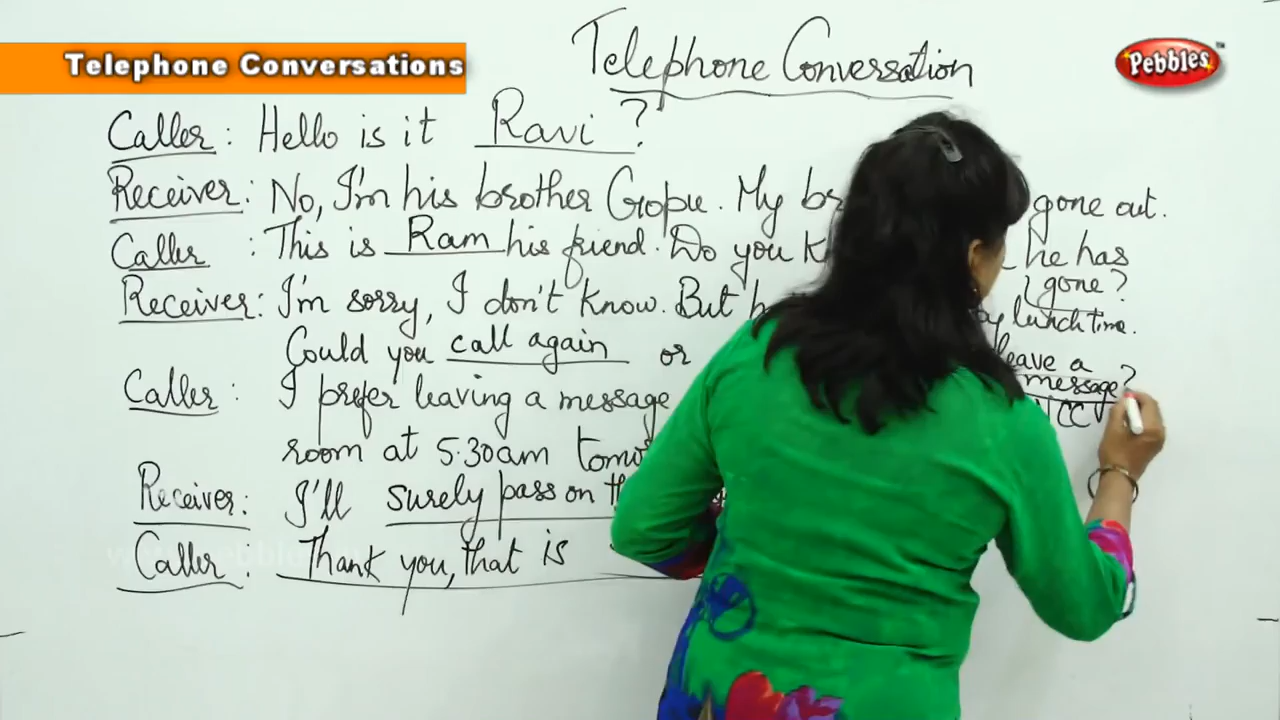 Telephone Conversations
Telephone Conversation
Pebbles
Caller: Hello is it Ravi?
Receiver: No, I'm his brother Gopu. My gone out.
Caller : This is Ram his friend. Do you he has
gone?
Receiver: I'm sorry, I don't know. But lunch time.
Could you call again or leave a
message?
Caller : I prefer leaving a message
room at 5.30am
Receiver: I'll surely pass on
Caller: Thank you, that is